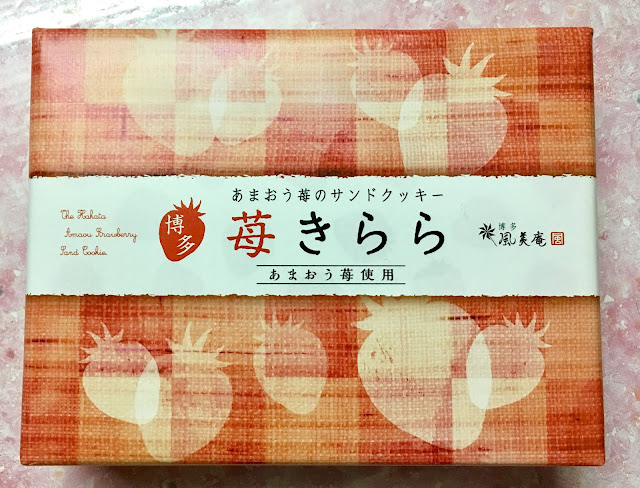 The Hakata
Amaou Strawberry
Sand Cookie
博多
あまおう苺のサンドクッキー
苺きらら
あまおう苺使用
博多
風美庵